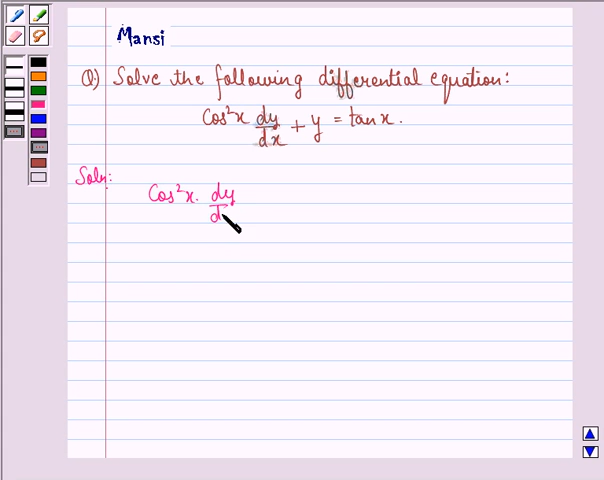 Mansi
Q) Solve the following differential equation:
Cos²x dy/dx + y = tan x.
Soln:
Cos²x. dy/d